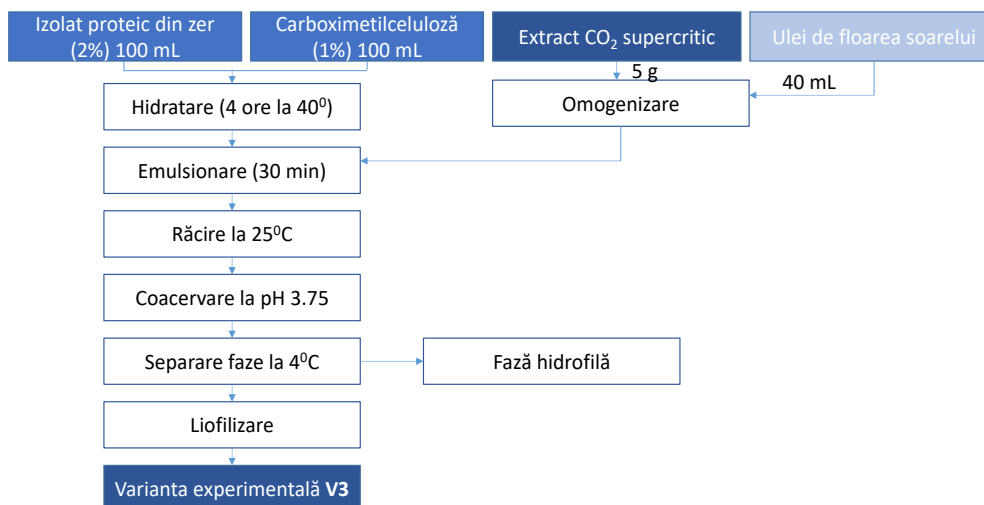 Izolat proteic din zer
(2%) 100 mL
Carboximetilceluloză
(1%) 100 mL
Extract CO₂ supercritic
Ulei de floarea soarelui
5 g
40 mL
Hidratare (4 ore la 40⁰)
Omogenizare
Emulsionare (30 min)
Răcire la 25⁰C
Coacervare la pH 3.75
Separare faze la 4⁰C
Fază hidrofilă
Liofilizare
Varianta experimentală V3